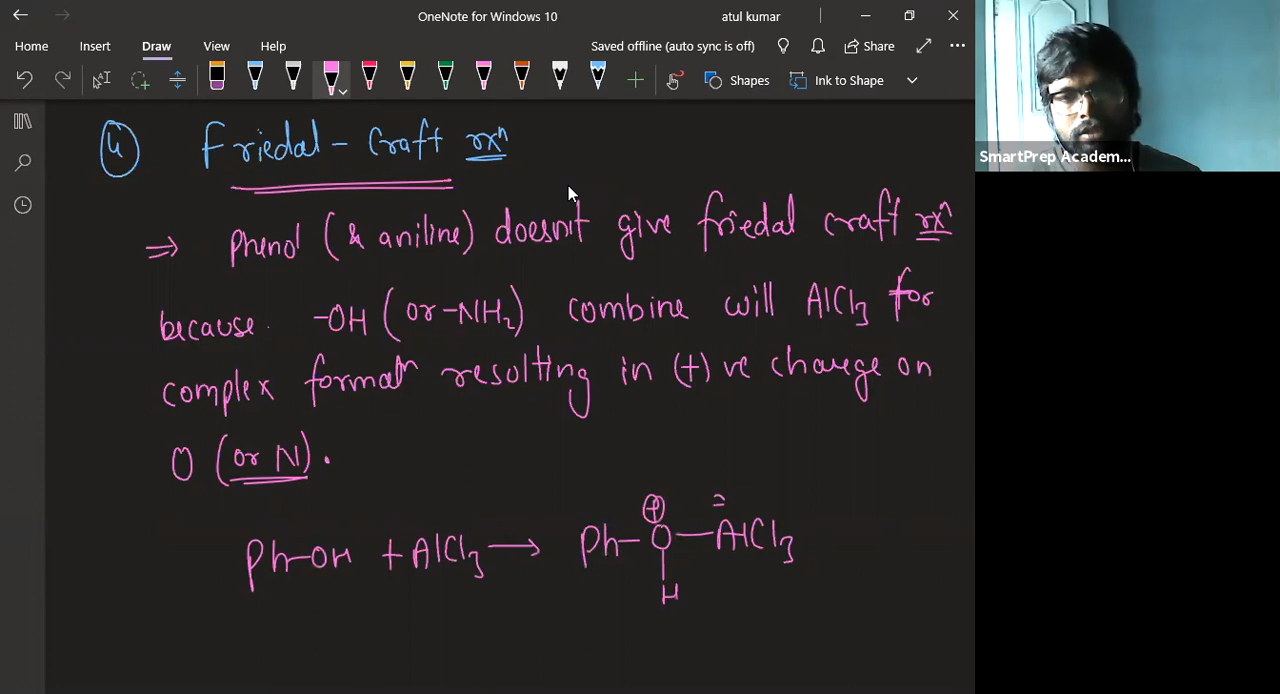 OneNote for Windows 10
atul kumar
Home Insert Draw View Help
Saved offline (auto sync is off)
Share
Shapes
Ink to Shape
SmartPrep Academ...
4 Friedal - Craft rxⁿ
⇒ phenol (& aniline) doesn't give friedal craft rxⁿ
because -OH (or -NH₂) combine will AlCl₃ for
complex formaⁿ resulting in (+)ve charge on
O (or N).
Ph-OH + AlCl₃ ⟶ Ph-O-AlCl₃
⊕
H